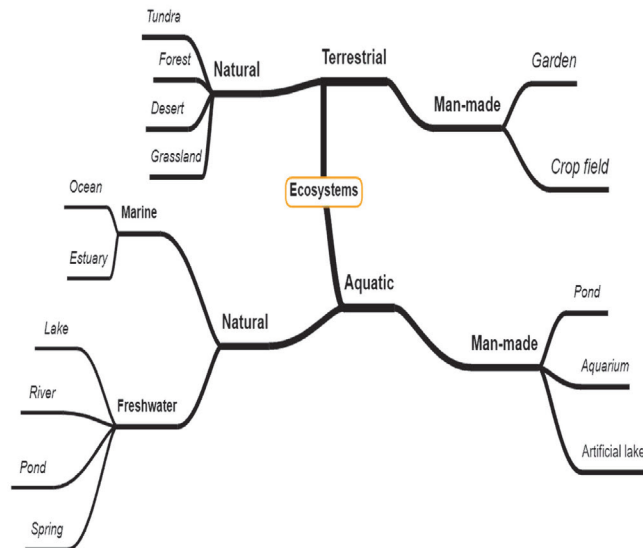 Tundra
Forest
Desert
Grassland
Natural
Terrestrial
Man-made
Garden
Crop field
Ecosystems
Ocean
Estuary
Marine
Lake
River
Pond
Spring
Freshwater
Natural
Aquatic
Man-made
Pond
Aquarium
Artificial lake